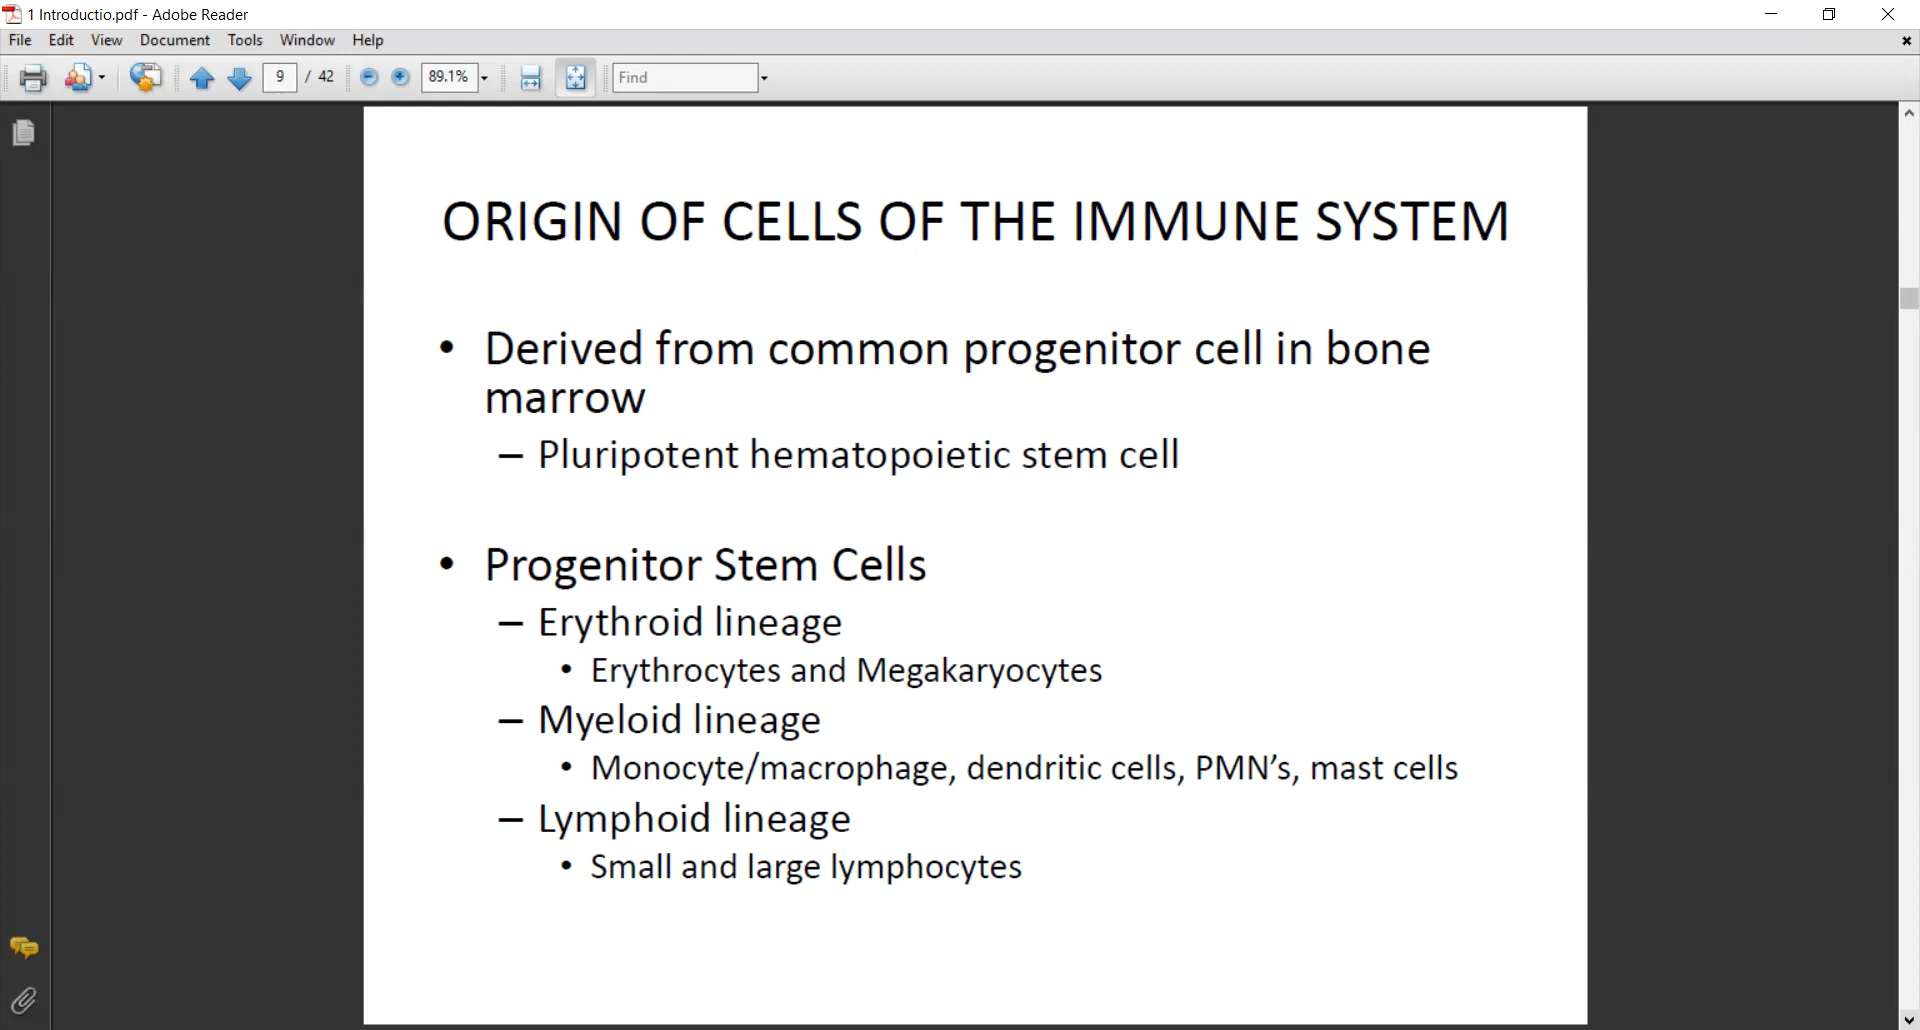 1 Introductio.pdf - Adobe Reader
File Edit View Document Tools Window Help
9 / 42 89.1% Find
ORIGIN OF CELLS OF THE IMMUNE SYSTEM
• Derived from common progenitor cell in bone
marrow
– Pluripotent hematopoietic stem cell
• Progenitor Stem Cells
– Erythroid lineage
• Erythrocytes and Megakaryocytes
– Myeloid lineage
• Monocyte/macrophage, dendritic cells, PMN’s, mast cells
– Lymphoid lineage
• Small and large lymphocytes